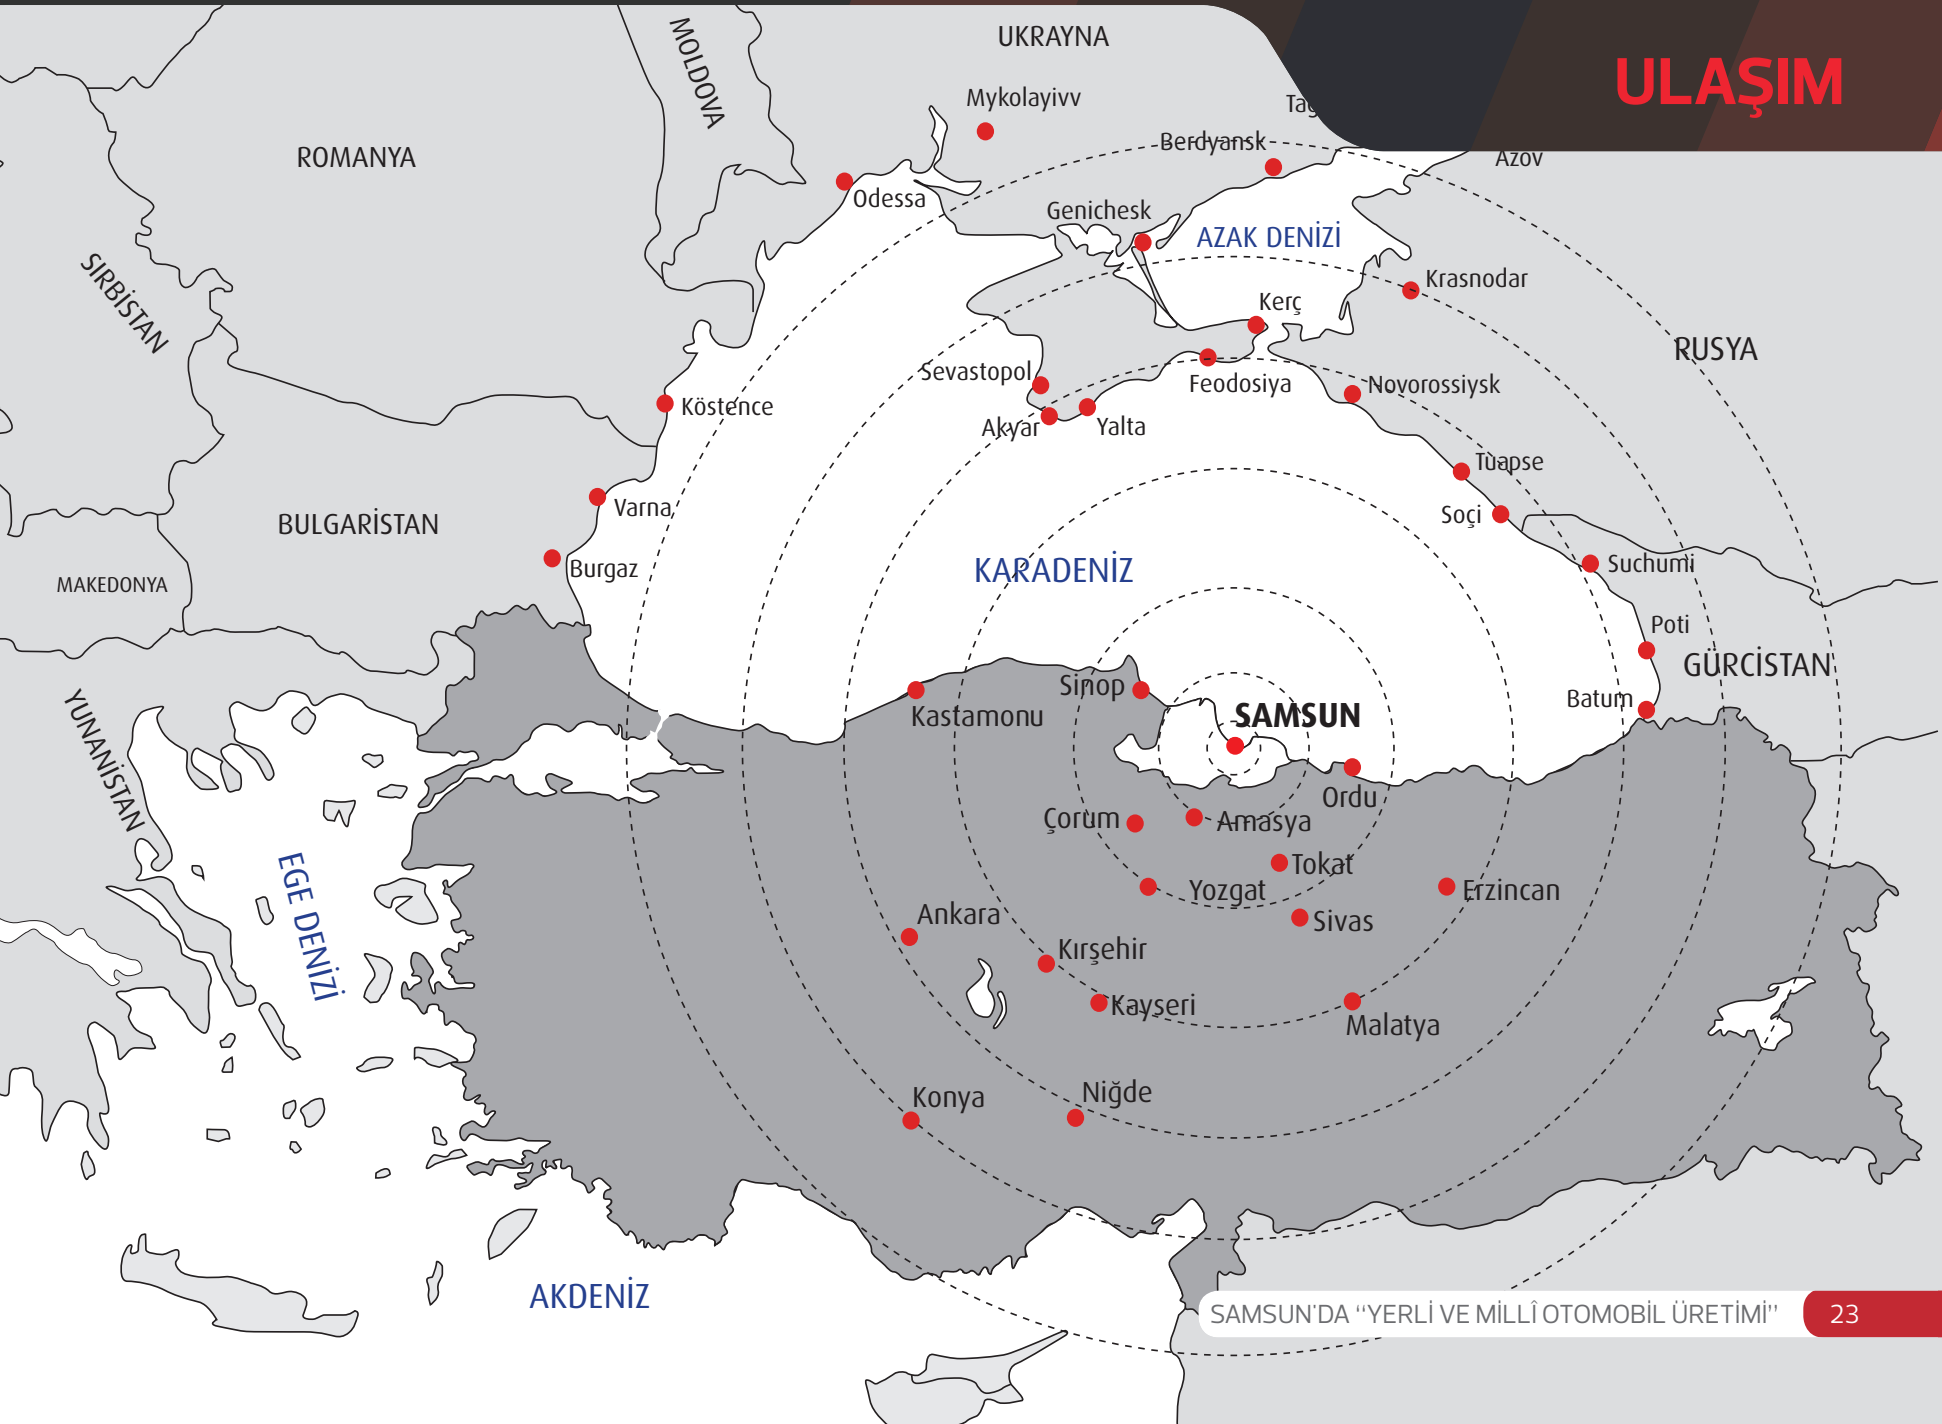 ULAŞIM
UKRAYNA
MOLDOVA
Mykolayivv
Berdyansk
Azov
ROMANYA
Odessa
Genichesk
AZAK DENİZİ
SIRBİSTAN
Krasnodar
Kerç
RUSYA
Sevastopol
Feodosiya
Novorossiysk
Köstence
Akyar
Yalta
Tuapse
Varna
Soçi
BULGARİSTAN
Burgaz
KARADENİZ
Suchumi
MAKEDONYA
Poti
GÜRCİSTAN
Sinop
Batum
YUNANİSTAN
Kastamonu
SAMSUN
Ordu
Çorum
Amasya
Tokat
EGE DENİZİ
Yozgat
Erzincan
Ankara
Sivas
Kırşehir
Kayseri
Malatya
Konya
Niğde
AKDENİZ
SAMSUN'DA “YERLİ VE MİLLÎ OTOMOBİL ÜRETİMİ”
23